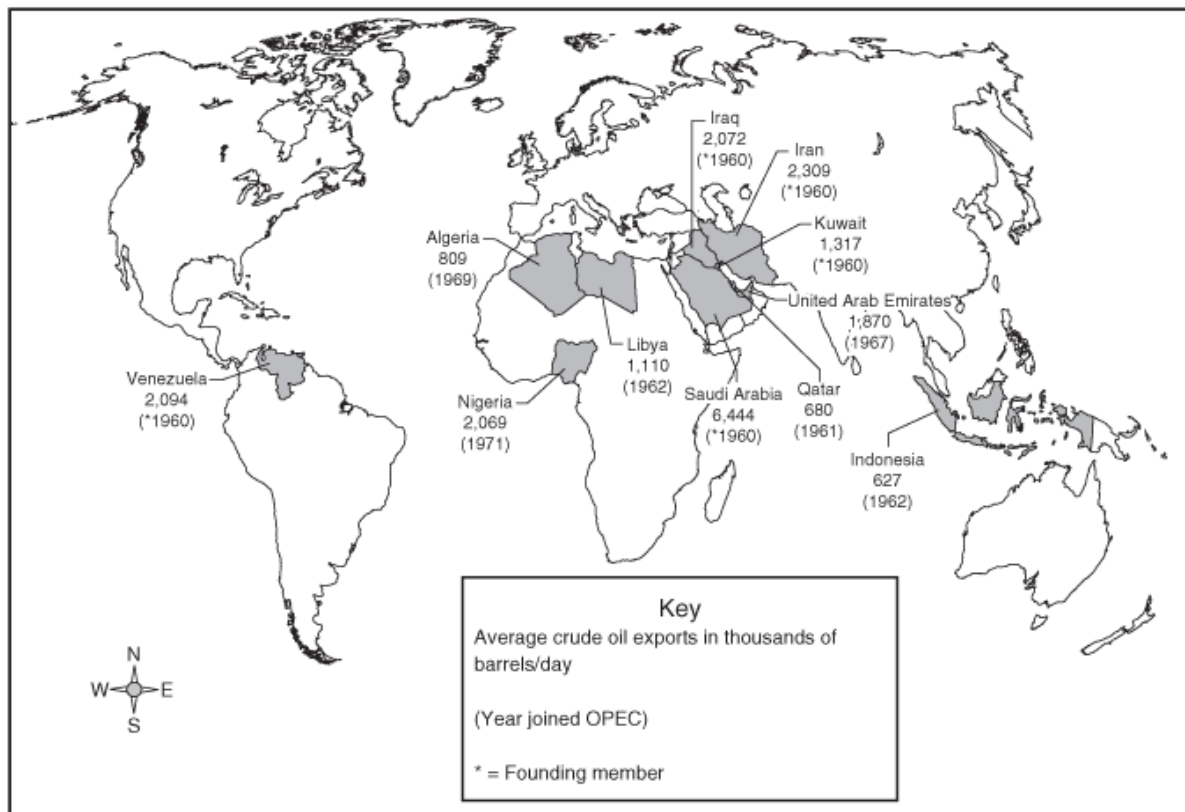 Iraq
2,072
(*1960)
Iran
2,309
(*1960)
Kuwait
1,317
(*1960)
Algeria
809
(1969)
United Arab Emirates
1,870
(1967)
Libya
1,110
(1962)
Venezuela
2,094
(*1960)
Nigeria
2,069
(1971)
Saudi Arabia
6,444
(*1960)
Qatar
680
(1961)
Indonesia
627
(1962)
Key
Average crude oil exports in thousands of
barrels/day
(Year joined OPEC)
* = Founding member
N
W E
S